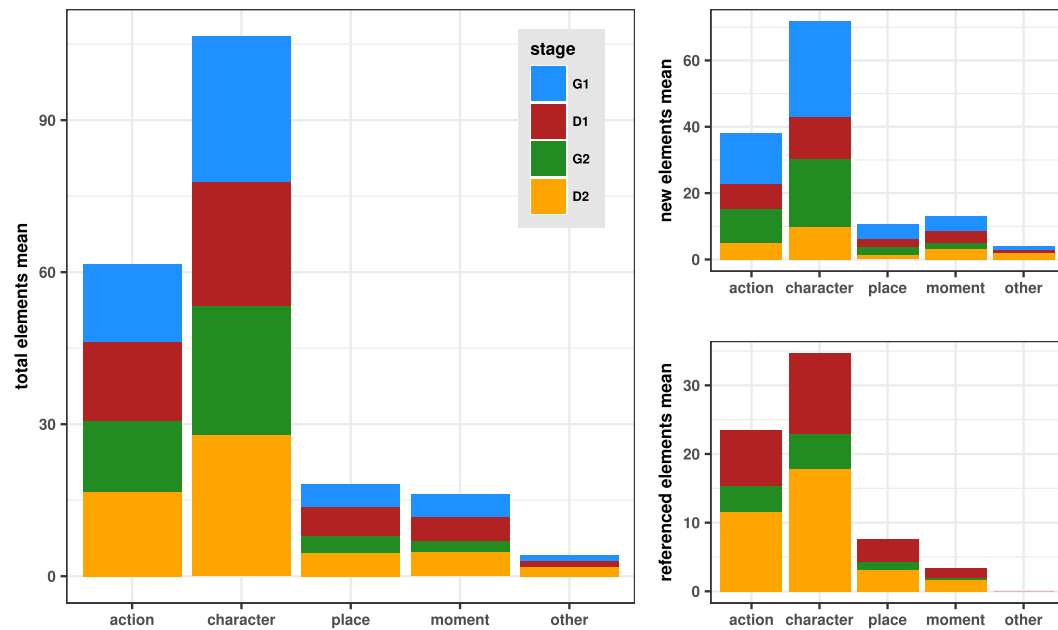 total elements mean
90
60
30
0
action character place moment other
stage
G1
D1
G2
D2
new elements mean
60
40
20
0
action character place moment other
referenced elements mean
30
20
10
0
action character place moment other